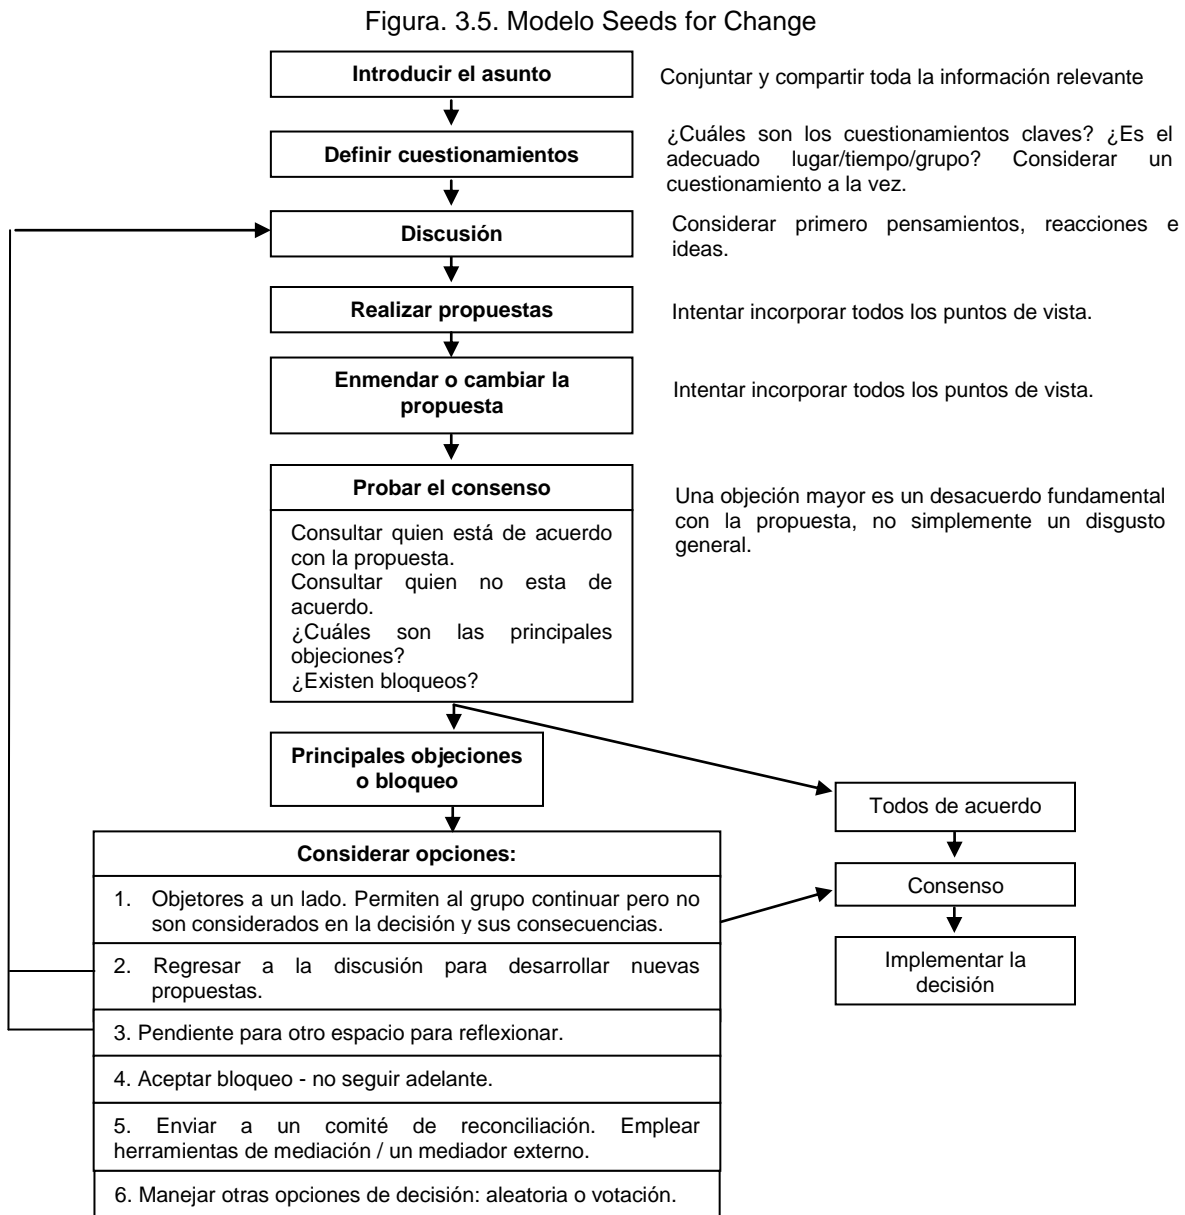 Figura. 3.5. Modelo Seeds for Change
Introducir el asunto
Conjuntar y compartir toda la información relevante
Definir cuestionamientos
¿Cuáles son los cuestionamientos claves? ¿Es el
adecuado lugar/tiempo/grupo? Considerar un
cuestionamiento a la vez.
Discusión
Considerar primero pensamientos, reacciones e
ideas.
Realizar propuestas
Intentar incorporar todos los puntos de vista.
Enmendar o cambiar la
propuesta
Intentar incorporar todos los puntos de vista.
Probar el consenso
Consultar quien está de acuerdo
con la propuesta.
Consultar quien no esta de
acuerdo.
¿Cuáles son las principales
objeciones?
¿Existen bloqueos?
Una objeción mayor es un desacuerdo fundamental
con la propuesta, no simplemente un disgusto
general.
Principales objeciones
o bloqueo
Todos de acuerdo
Consenso
Implementar la
decisión
Considerar opciones:
1. Objetores a un lado. Permiten al grupo continuar pero no
son considerados en la decisión y sus consecuencias.
2. Regresar a la discusión para desarrollar nuevas
propuestas.
3. Pendiente para otro espacio para reflexionar.
4. Aceptar bloqueo - no seguir adelante.
5. Enviar a un comité de reconciliación. Emplear
herramientas de mediación / un mediador externo.
6. Manejar otras opciones de decisión: aleatoria o votación.